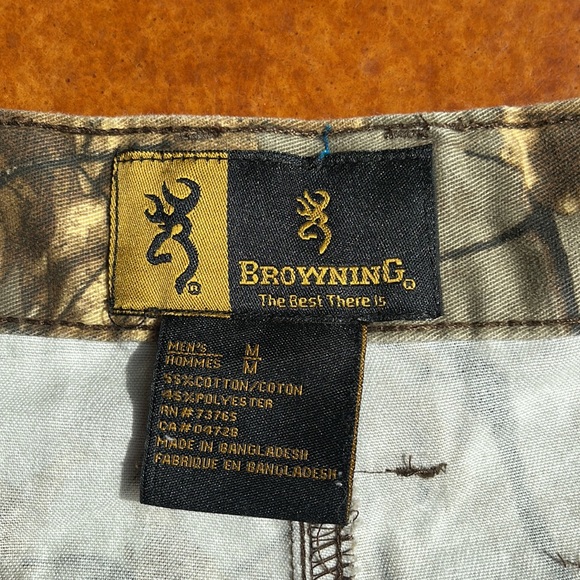 BROWNING®
The Best There Is
MEN'S M
HOMMES M
55% COTTON/COTON
45% POLYESTER
RN# 73765
CA# 04728
MADE IN BANGLADESH
FABRIQUE EN BANGLADESH